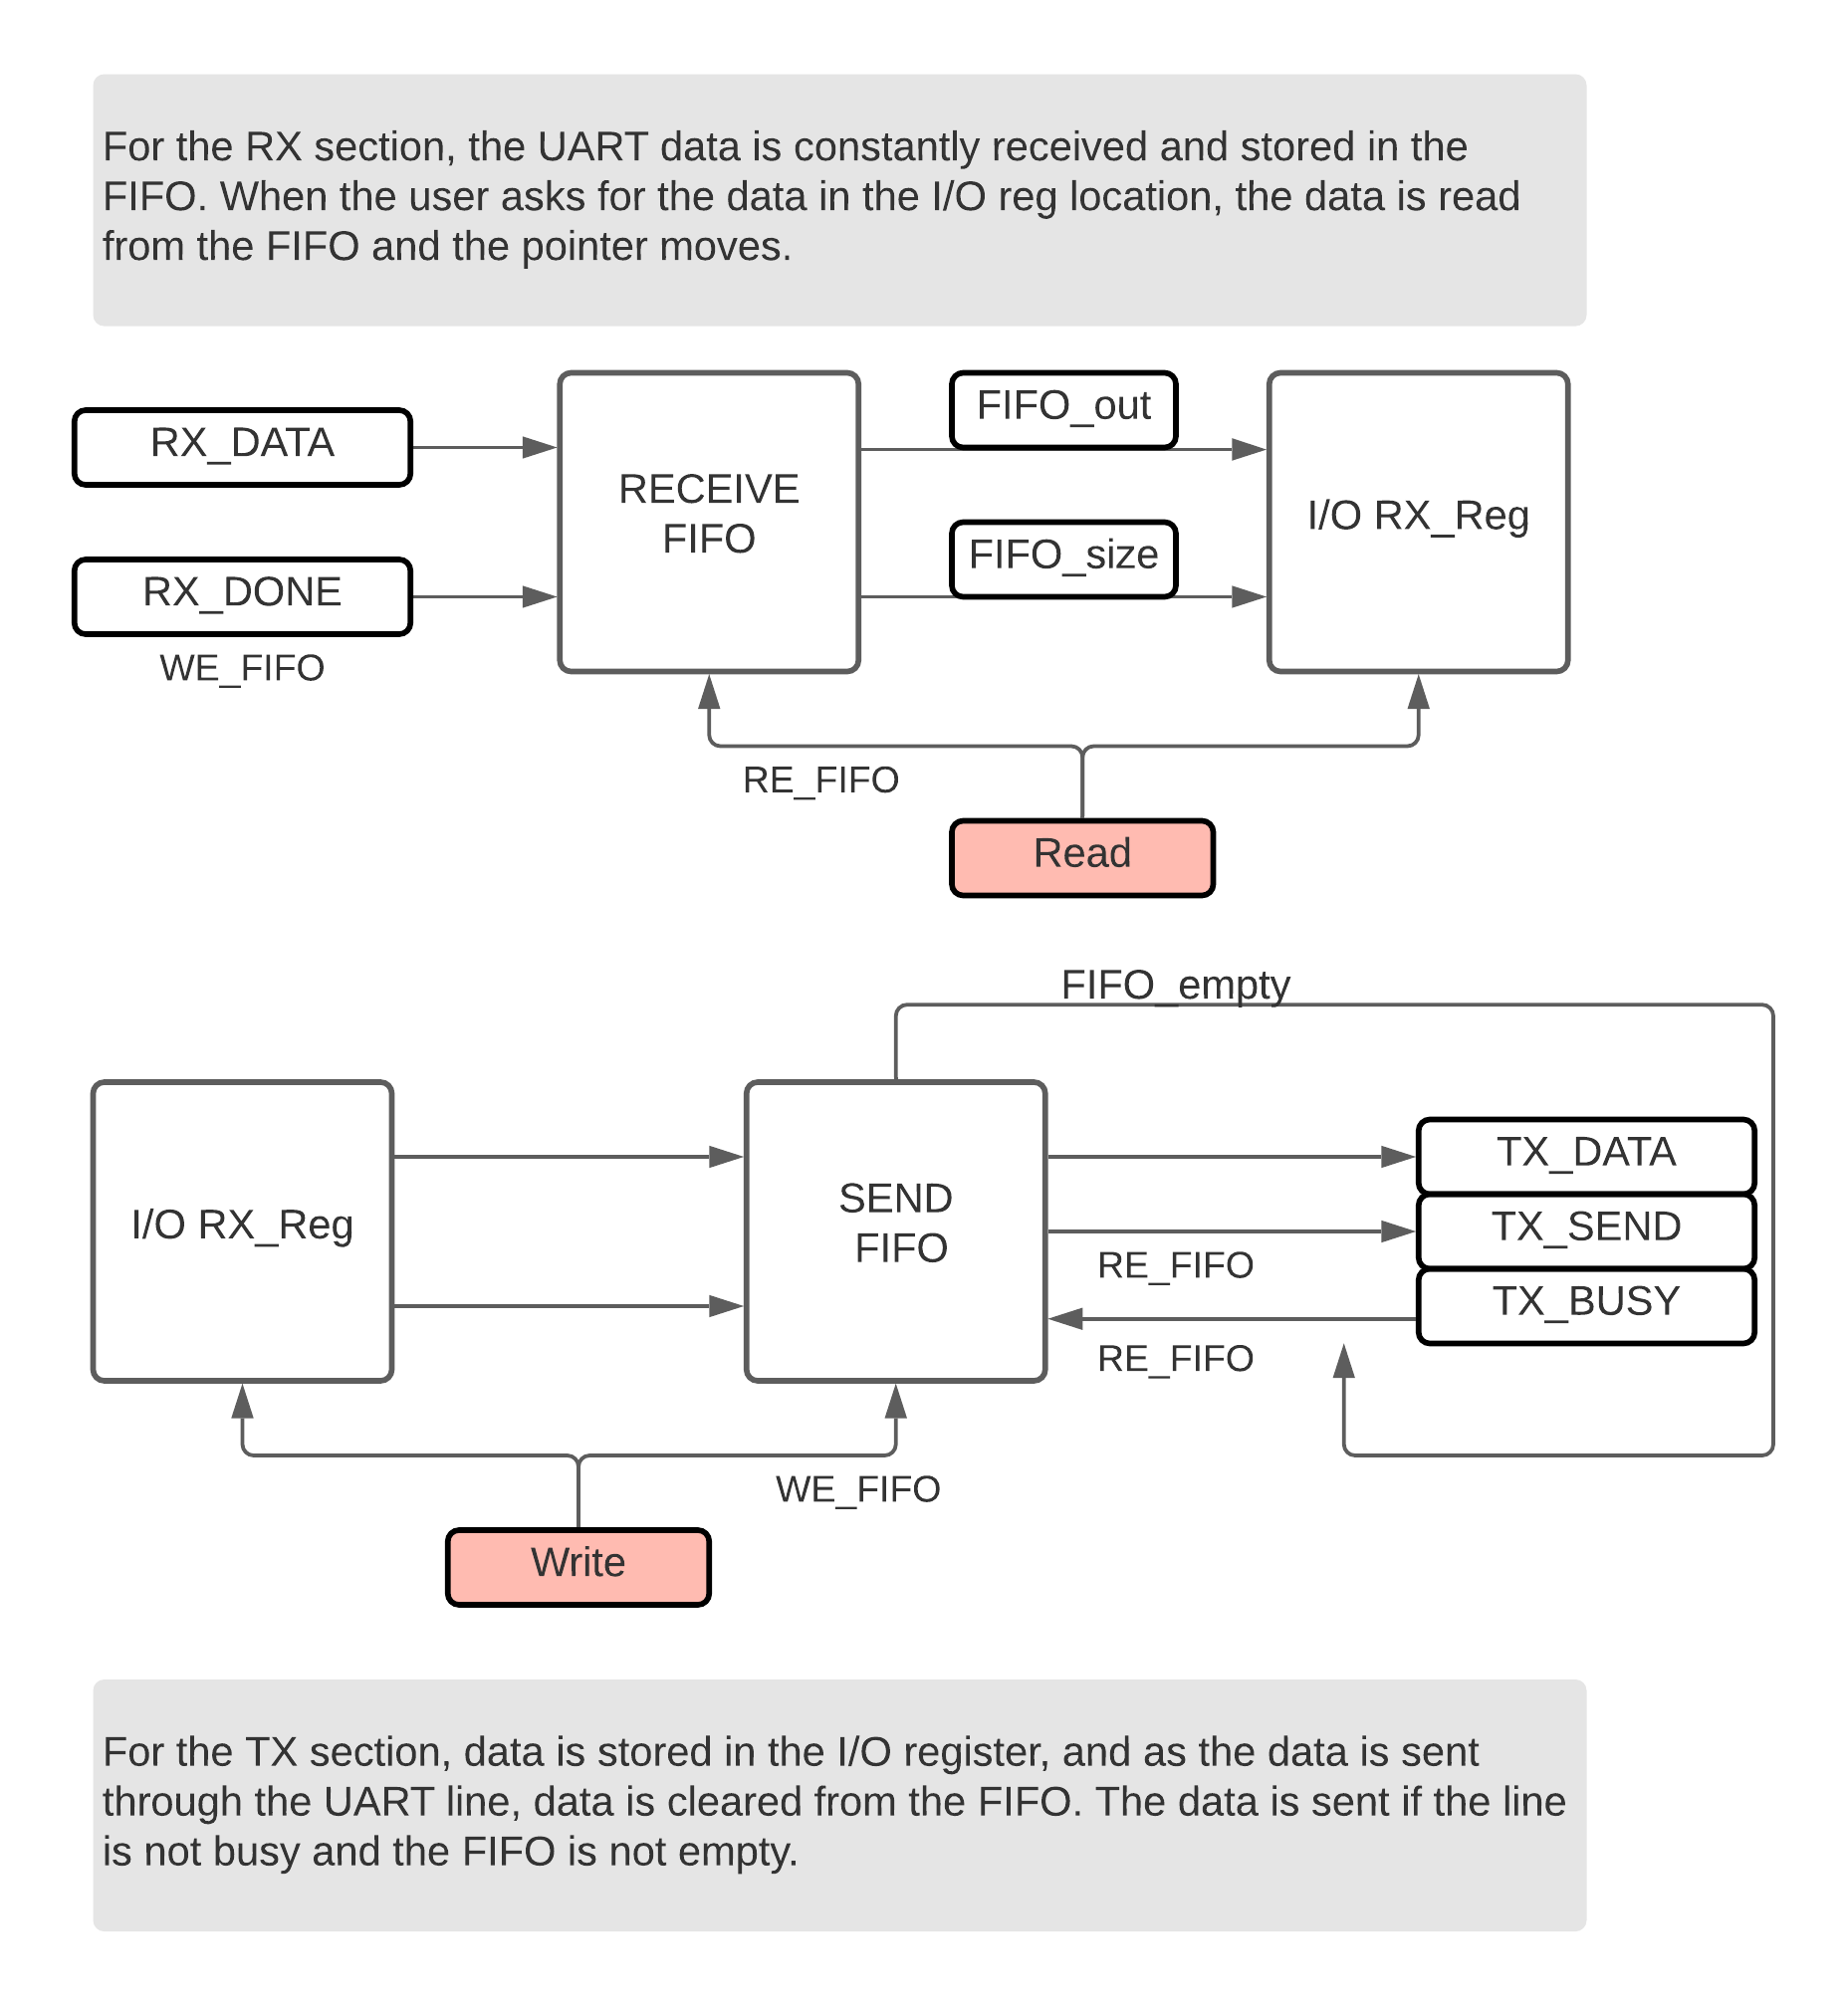 For the RX section, the UART data is constantly received and stored in the
FIFO. When the user asks for the data in the I/O reg location, the data is read
from the FIFO and the pointer moves.
RX_DATA
RX_DONE
WE_FIFO
RECEIVE
FIFO
FIFO_out
FIFO_size
I/O RX_Reg
RE_FIFO
Read
FIFO_empty
I/O RX_Reg
SEND
FIFO
TX_DATA
TX_SEND
RE_FIFO
TX_BUSY
RE_FIFO
WE_FIFO
Write
For the TX section, data is stored in the I/O register, and as the data is sent
through the UART line, data is cleared from the FIFO. The data is sent if the line
is not busy and the FIFO is not empty.